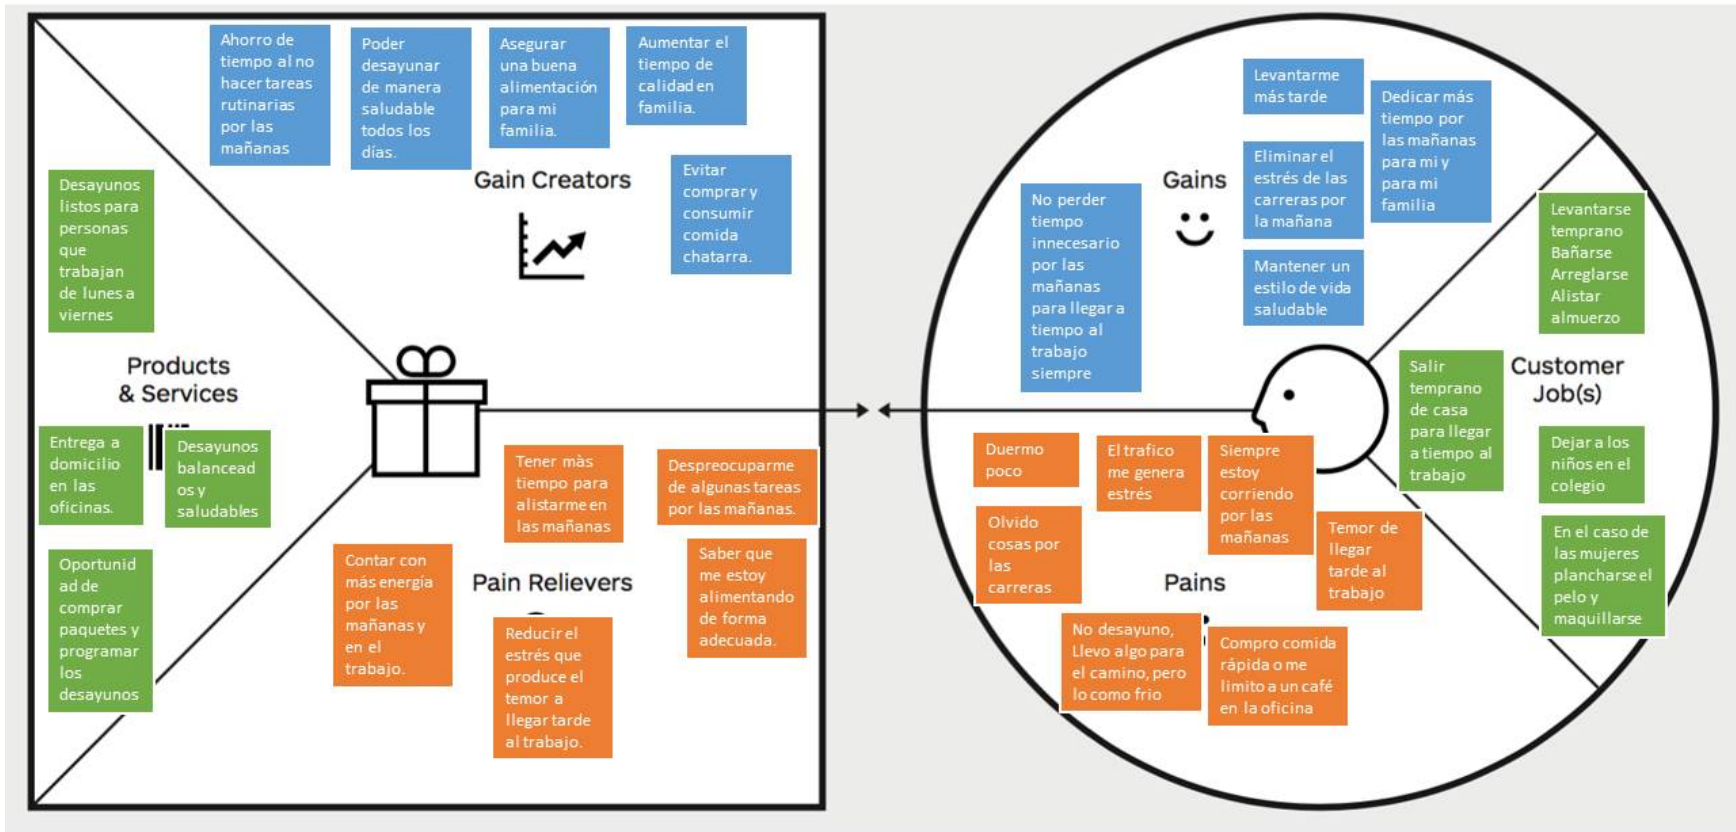 Ahorro de
tiempo al no
hacer tareas
rutinarias
por las
mañanas
Poder
desayunar
de manera
saludable
todos los
días.
Asegurar
una buena
alimentación
para mi
familia.
Aumentar el
tiempo de
calidad en
familia.
Evitar
comprar y
consumir
comida
chatarra.
Gain Creators
Desayunos
listos para
personas
que
trabajan
de lunes a
viernes
Products
& Services
Entrega a
domicilio
en las
oficinas.
Desayunos
balancead
os y
saludables
Oportunid
ad de
comprar
paquetes y
programar
los
desayunos
Tener màs
tiempo para
alistarme en
las mañanas
Despreocuparme
de algunas tareas
por las mañanas.
Contar con
más energía
por las
mañanas y
en el
trabajo.
Pain Relievers
Saber que
me estoy
alimentando
de forma
adecuada.
Reducir el
estrés que
produce el
temor a
llegar tarde
al trabajo.
Levantarme
más tarde
Dedicar más
tiempo por
las mañanas
para mi y
para mi
familia
Gains
Eliminar el
estrés de las
carreras por
la mañana
No perder
tiempo
innecesario
por las
mañanas
para llegar a
tiempo al
trabajo
siempre
Mantener un
estilo de vida
saludable
Levantarse
temprano
Bañarse
Arreglarse
Alistar
almuerzo
Salir
temprano
de casa
para llegar
a tiempo al
trabajo
Customer
Job(s)
Dejar a los
niños en el
colegio
En el caso de
las mujeres
plancharse el
pelo y
maquillarse
Duermo
poco
El trafico
me genera
estrés
Siempre
estoy
corriendo
por las
mañanas
Olvido
cosas por
las
carreras
Temor de
llegar
tarde al
trabajo
Pains
No desayuno,
Llevo algo para
el camino, pero
lo como frio
Compro comida
rápida o me
limito a un café
en la oficina